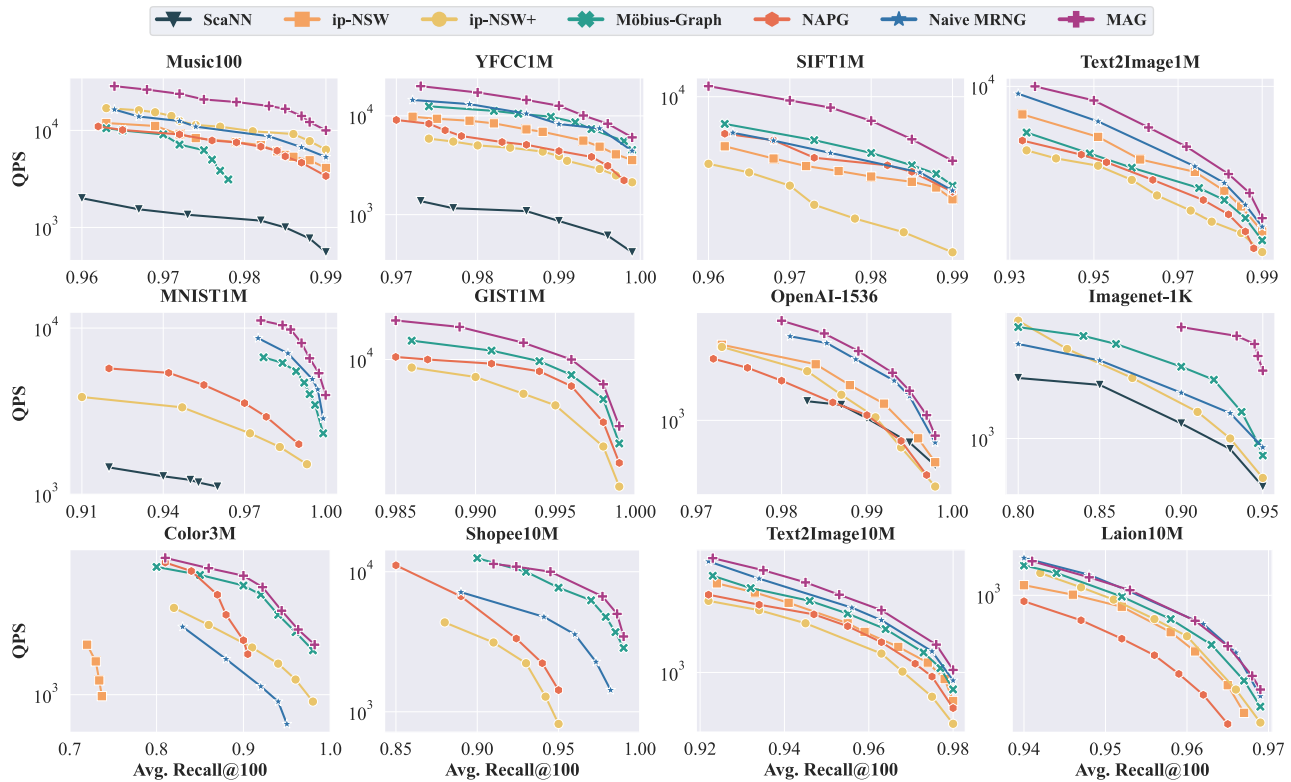 ScaNN ip-NSW ip-NSW+ Möbius-Graph NAPG Naive MRNG MAG
Music100 YFCC1M SIFT1M Text2Image1M
QPS
10^4
10^3
10^4
10^3
10^4
10^4
0.96 0.97 0.98 0.99
0.97 0.98 0.99 1.00
0.96 0.97 0.98 0.99
0.93 0.95 0.97 0.99
MNIST1M GIST1M OpenAI-1536 Imagenet-1K
QPS
10^4
10^3
10^4
10^3
10^3
0.91 0.94 0.97 1.00
0.985 0.990 0.995 1.000
0.97 0.98 0.99 1.00
0.80 0.85 0.90 0.95
Color3M Shopee10M Text2Image10M Laion10M
QPS
10^3
10^4
10^3
10^3
10^3
0.7 0.8 0.9 1.0
0.85 0.90 0.95 1.00
0.92 0.94 0.96 0.98
0.94 0.95 0.96 0.97
Avg. Recall@100 Avg. Recall@100 Avg. Recall@100 Avg. Recall@100